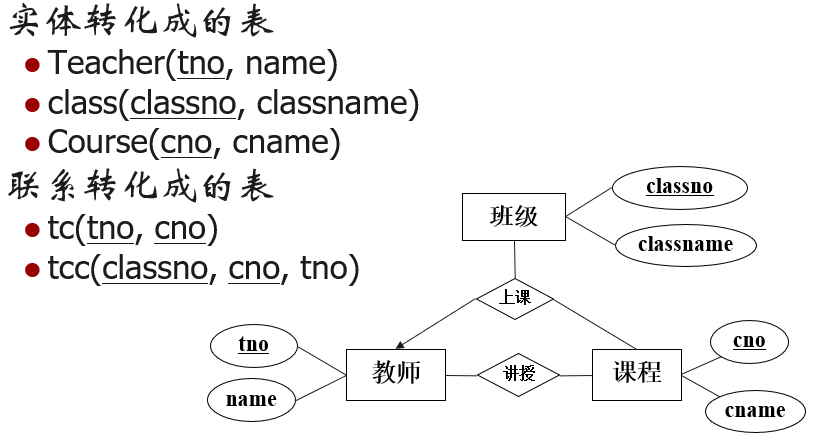 实体转化成的表
Teacher(tno, name)
class(classno, classname)
Course(cno, cname)
联系转化成的表
tc(tno, cno)
tcc(classno, cno, tno)
班级
classno
classname
上课
tno
name
教师
讲授
课程
cno
cname